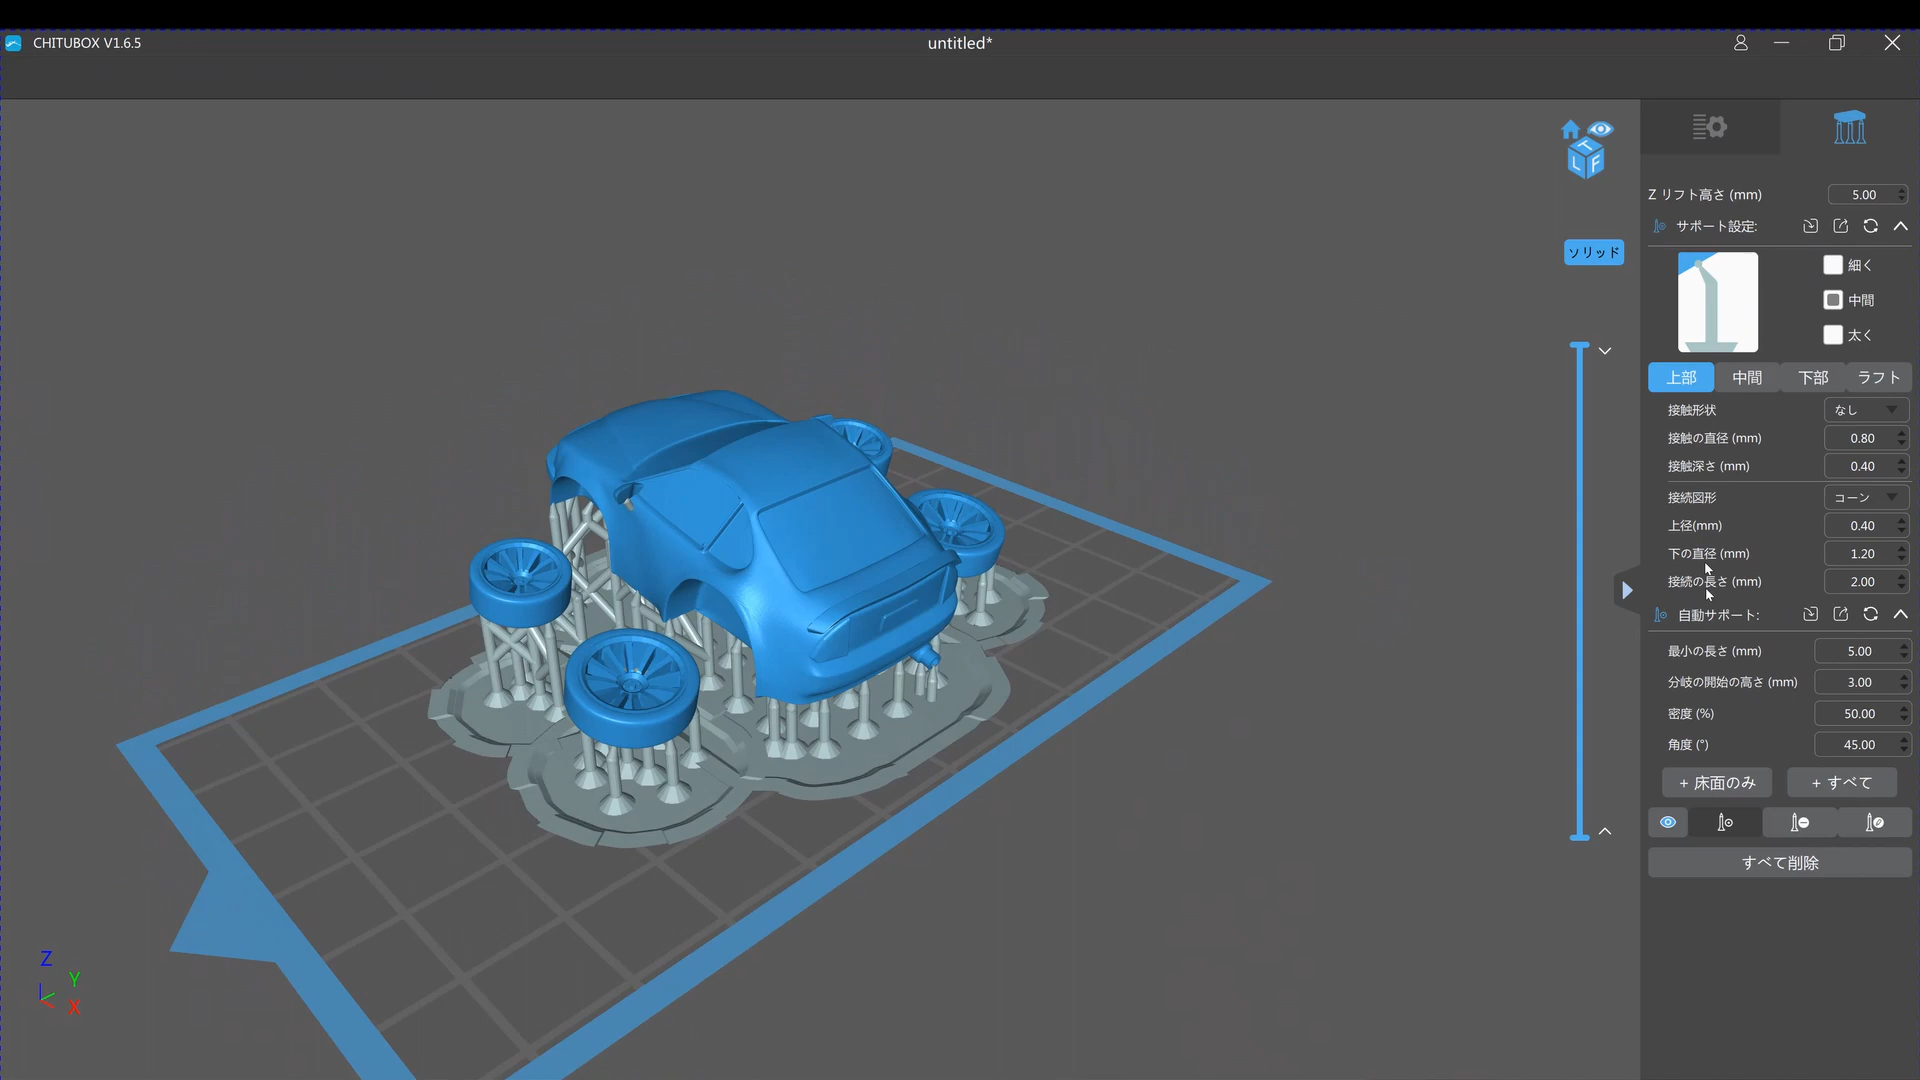 CHITUBOX V1.6.5
untitled*
T
L F
Z リフト高さ (mm) 5.00
サポート設定:
ソリッド
細く
中間
太く
上部 中間 下部 ラフト
接触形状 なし
接触の直径 (mm) 0.80
接触深さ (mm) 0.40
接続図形 コーン
上径(mm) 0.40
下の直径 (mm) 1.20
接続の長さ (mm) 2.00
自動サポート:
最小の長さ (mm) 5.00
分岐の開始の高さ (mm) 3.00
密度 (%) 50.00
角度 (°) 45.00
+ 床面のみ + すべて
すべて削除
Z
Y
X